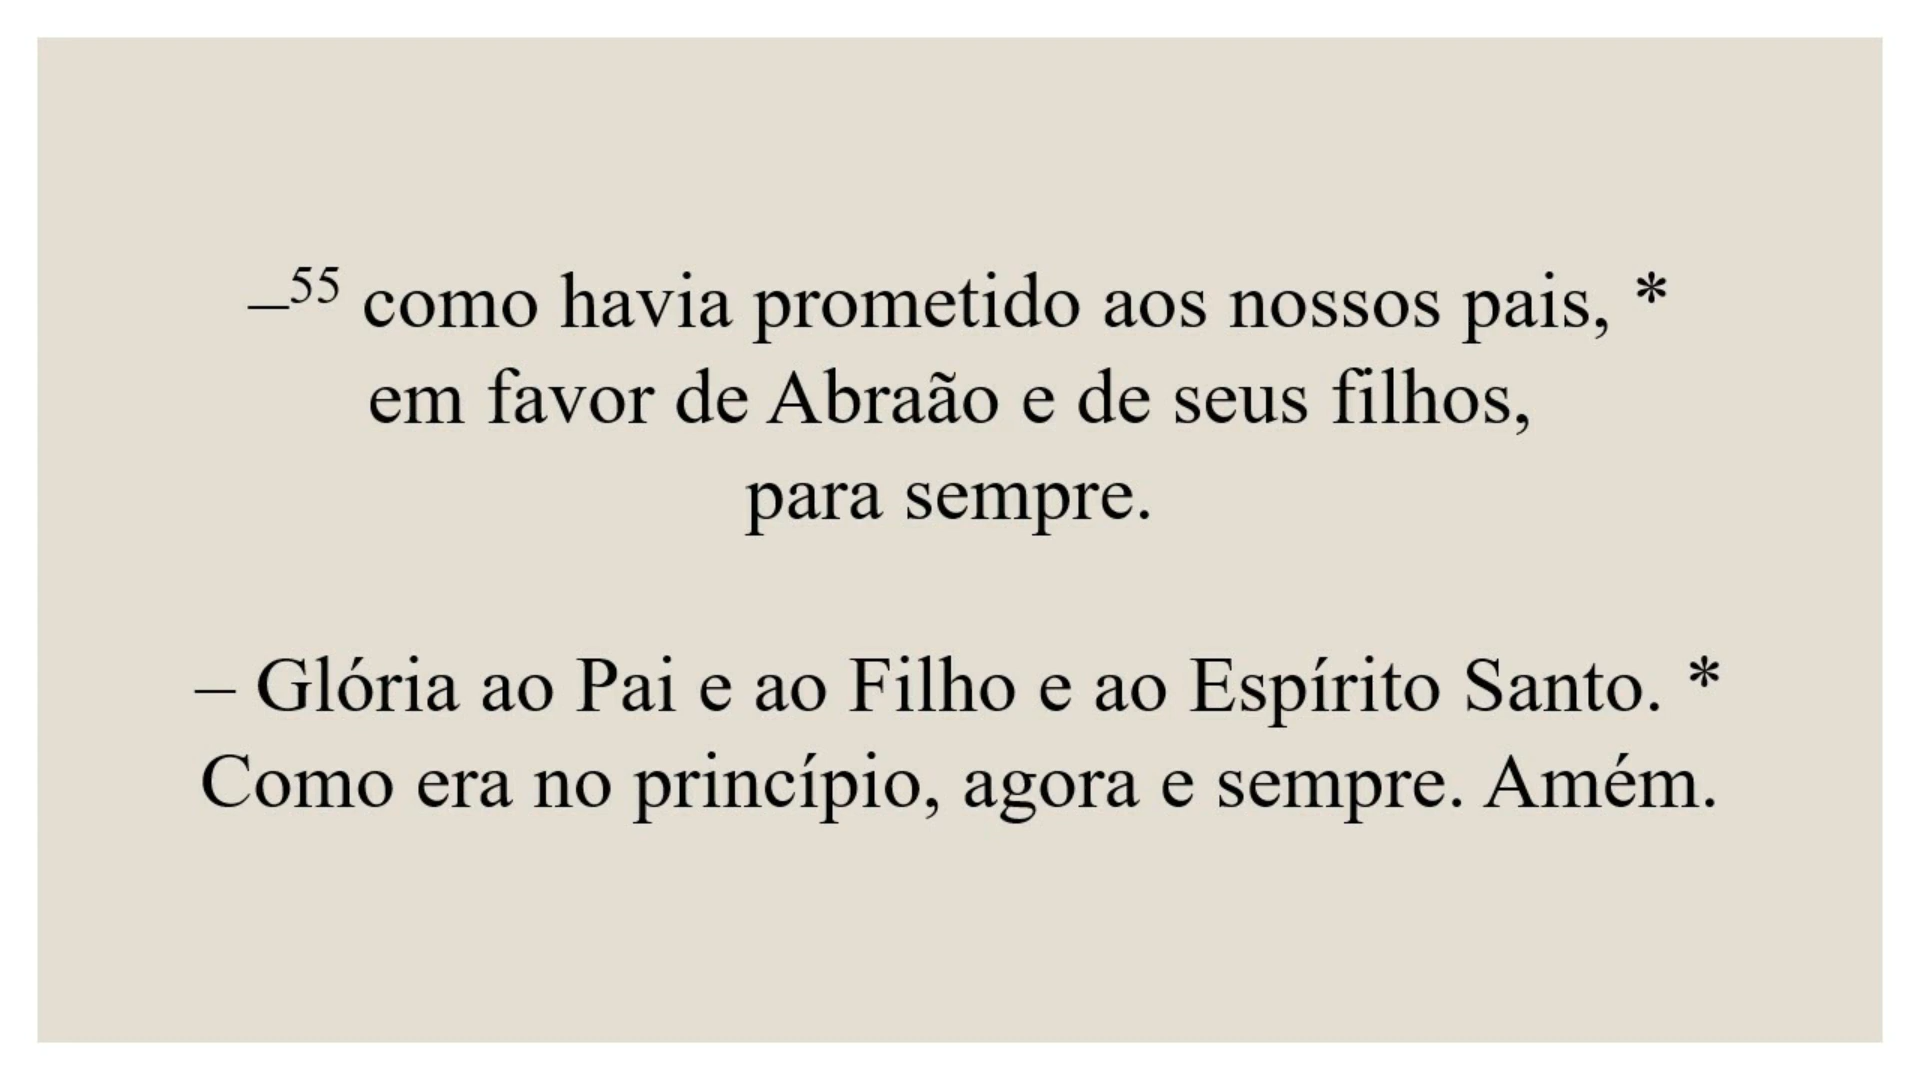 –⁵⁵ como havia prometido aos nossos pais, *
em favor de Abraão e de seus filhos,
para sempre.
– Glória ao Pai e ao Filho e ao Espírito Santo. *
Como era no princípio, agora e sempre. Amém.